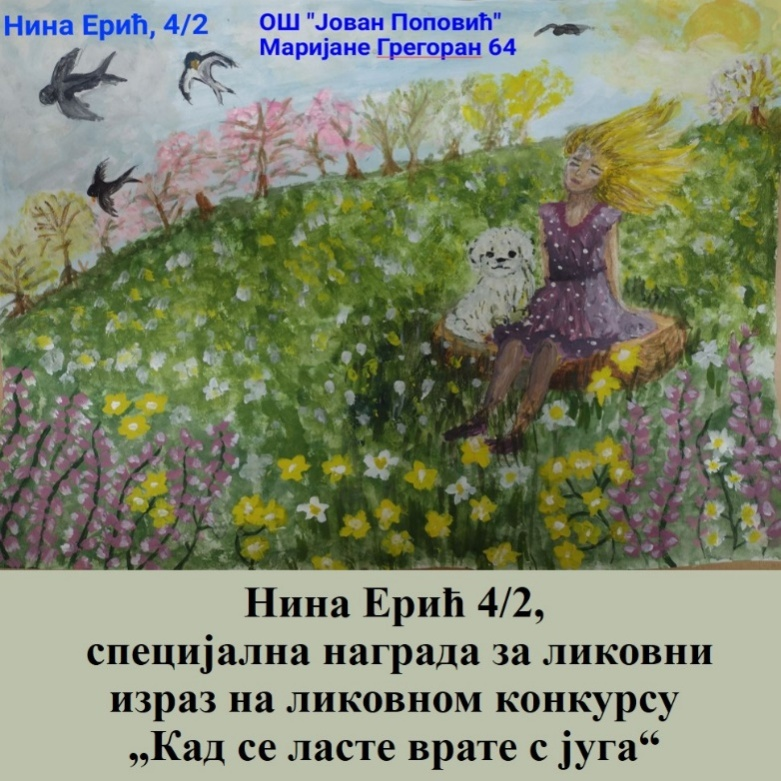 Нина Ерић, 4/2
ОШ "Јован Поповић"
Маријане Грегоран 64
Нина Ерић 4/2,
специјална награда за ликовни
израз на ликовном конкурсу
„Кад се ласте врате с југа“